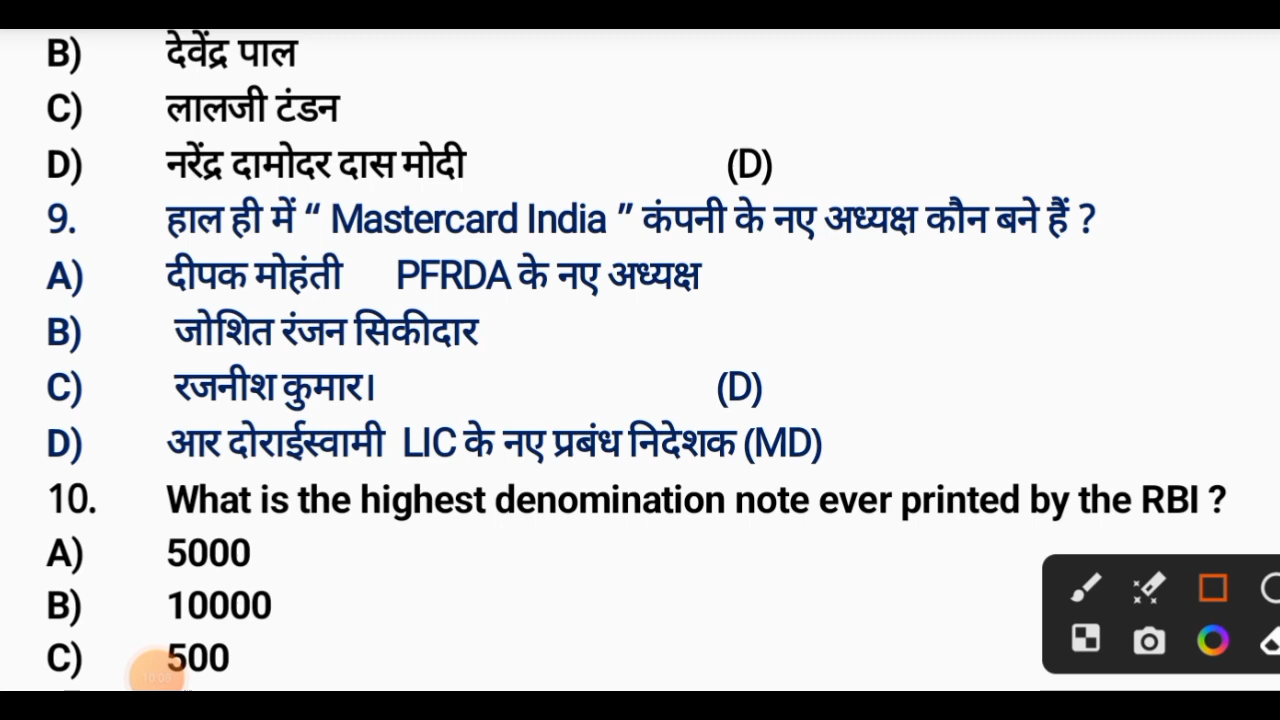 B) देवेंद्र पाल
C) लालजी टंडन
D) नरेंद्र दामोदर दास मोदी (D)
9. हाल ही में “ Mastercard India ” कंपनी के नए अध्यक्ष कौन बने हैं ?
A) दीपक मोहंती PFRDA के नए अध्यक्ष
B) जोशित रंजन सिकीदार
C) रजनीश कुमार। (D)
D) आर दोराईस्वामी LIC के नए प्रबंध निदेशक (MD)
10. What is the highest denomination note ever printed by the RBI ?
A) 5000
B) 10000
C) 500